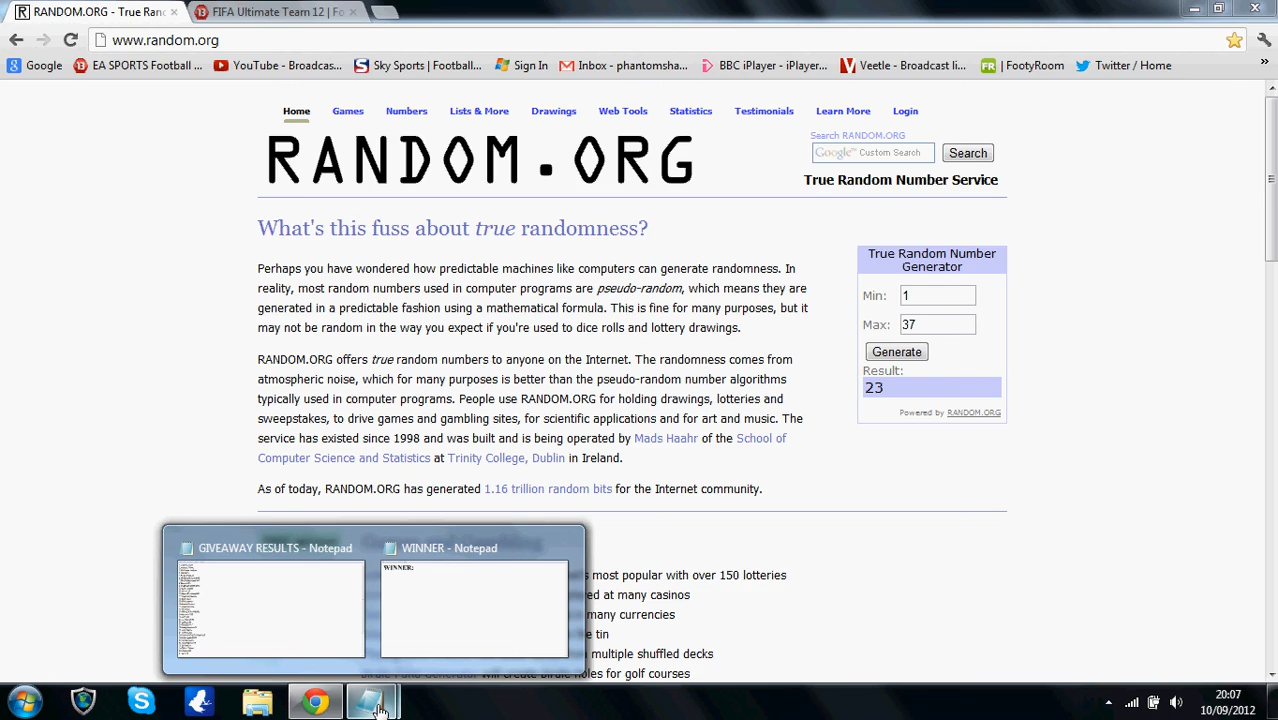 RANDOM.ORG - True Ran
FIFA Ultimate Team 12 | Fo
www.random.org
Google
EA SPORTS Football ...
YouTube - Broadcas...
Sky Sports | Football...
Sign In
Inbox - phantomsha...
BBC iPlayer - iPlayer...
Veetle - Broadcast li...
FR | FootyRoom
Twitter / Home
»
Home Games Numbers Lists & More Drawings Web Tools Statistics Testimonials Learn More Login
Search RANDOM.ORG
Google™ Custom Search
Search
RANDOM.ORG
True Random Number Service
What's this fuss about true randomness?
Perhaps you have wondered how predictable machines like computers can generate randomness. In
reality, most random numbers used in computer programs are pseudo-random, which means they are
generated in a predictable fashion using a mathematical formula. This is fine for many purposes, but it
may not be random in the way you expect if you're used to dice rolls and lottery drawings.
RANDOM.ORG offers true random numbers to anyone on the Internet. The randomness comes from
atmospheric noise, which for many purposes is better than the pseudo-random number algorithms
typically used in computer programs. People use RANDOM.ORG for holding drawings, lotteries and
sweepstakes, to drive games and gambling sites, for scientific applications and for art and music. The
service has existed since 1998 and was built and is being operated by Mads Haahr of the School of
Computer Science and Statistics at Trinity College, Dublin in Ireland.
As of today, RANDOM.ORG has generated 1.16 trillion random bits for the Internet community.
True Random Number
Generator
Min: 1
Max: 37
Generate
Result:
23
Powered by RANDOM.ORG
GIVEAWAY RESULTS - Notepad
WINNER - Notepad
WINNER:
s most popular with over 150 lotteries
ered at many casinos
many currencies
the tin
multiple shuffled decks
will create birdie holes for golf courses
20:07
10/09/2012